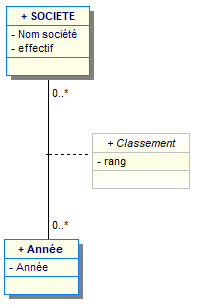 + SOCIETE
- Nom société
- effectif
0..*
+ Classement
- rang
0..*
+ Année
- Année